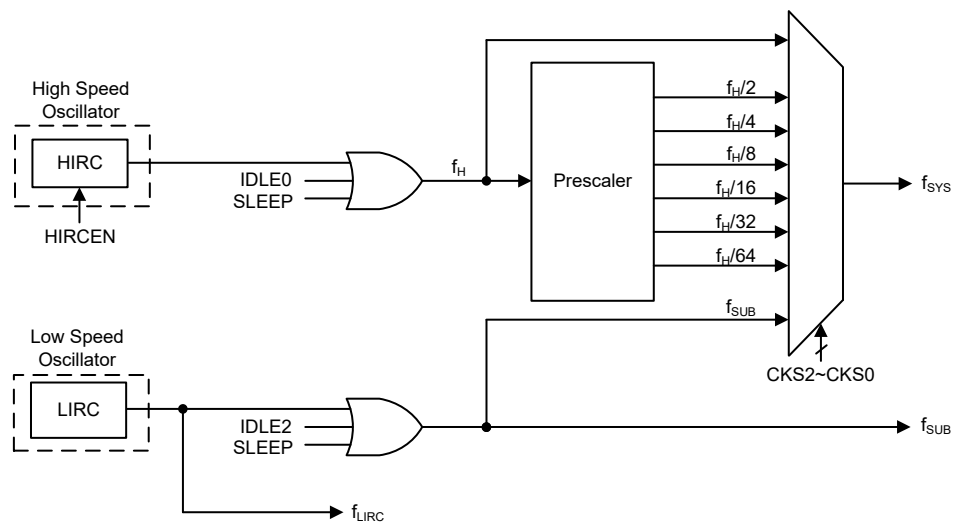 High Speed
Oscillator
HIRC
HIRCEN
IDLE0
SLEEP
fH
Prescaler
fH/2
fH/4
fH/8
fH/16
fH/32
fH/64
fSUB
CKS2~CKS0
fSYS
Low Speed
Oscillator
LIRC
IDLE2
SLEEP
fSUB
fLIRC